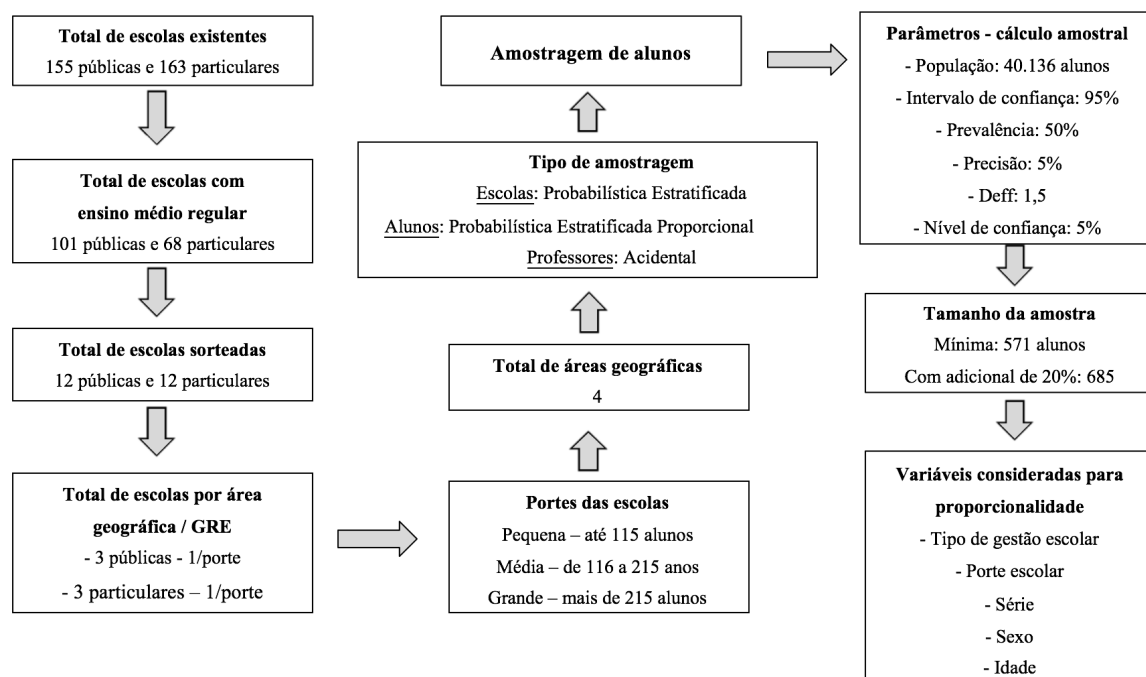 Total de escolas existentes
155 públicas e 163 particulares
Total de escolas com
ensino médio regular
101 públicas e 68 particulares
Total de escolas sorteadas
12 públicas e 12 particulares
Total de escolas por área
geográfica / GRE
- 3 públicas - 1/porte
- 3 particulares – 1/porte
Portes das escolas
Pequena – até 115 alunos
Média – de 116 a 215 anos
Grande – mais de 215 alunos
Total de áreas geográficas
4
Tipo de amostragem
Escolas: Probabilística Estratificada
Alunos: Probabilística Estratificada Proporcional
Professores: Acidental
Amostragem de alunos
Parâmetros - cálculo amostral
- População: 40.136 alunos
- Intervalo de confiança: 95%
- Prevalência: 50%
- Precisão: 5%
- Deff: 1,5
- Nível de confiança: 5%
Tamanho da amostra
Mínima: 571 alunos
Com adicional de 20%: 685
Variáveis consideradas para
proporcionalidade
- Tipo de gestão escolar
- Porte escolar
- Série
- Sexo
- Idade